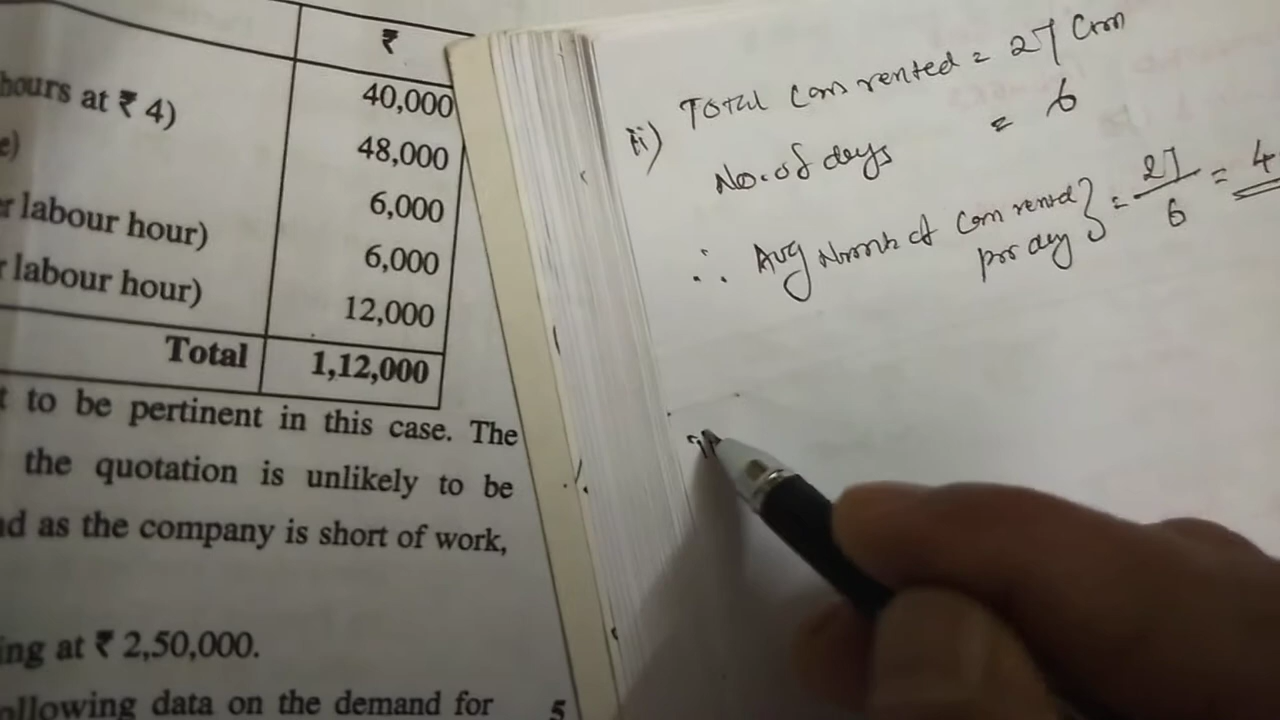 ₹
hours at ₹ 4)
40,000
e)
48,000
r labour hour)
6,000
labour hour)
6,000
12,000
Total
1,12,000
t to be pertinent in this case. The
the quotation is unlikely to be
nd as the company is short of work,
ing at ₹ 2,50,000.
ollowing data on the demand for
5
ii) Total Cars rented = 27 Cars
No. of days = 6
∴ Avg of rented per day } = 27/6 = 4